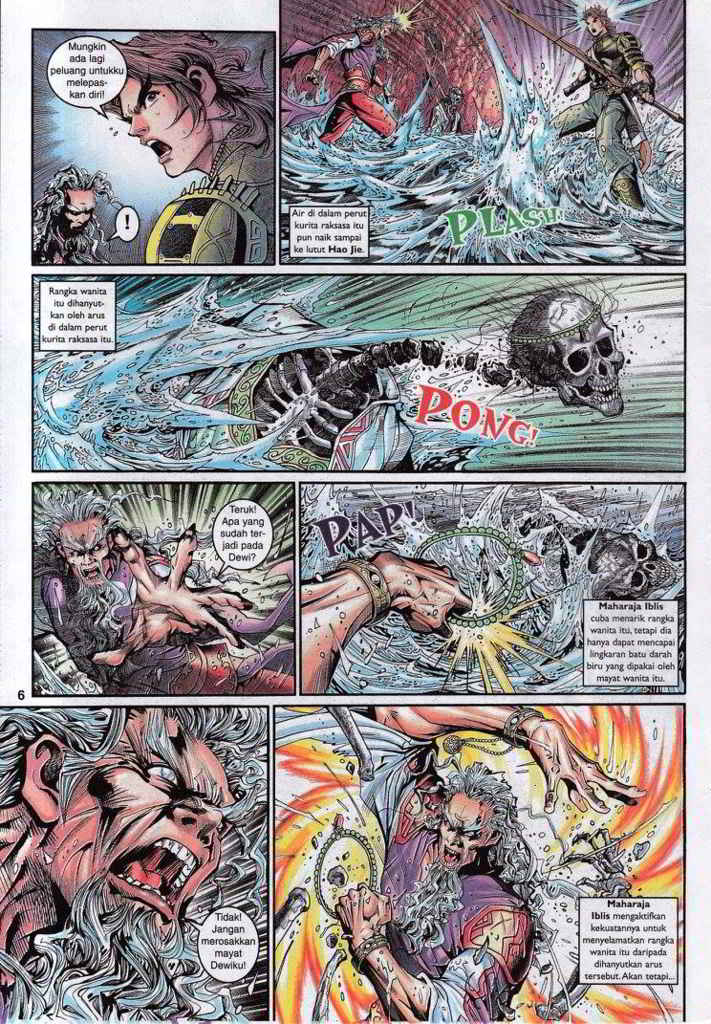 Mungkin
ada lagi
peluang untukku
melepas-
kan diri!
!
Air di dalam perut
kurita raksasa itu
pun naik sampai
ke lutut Hao Jie.
PLASH!
Rangka wanita
itu dihanyut-
kan oleh arus
di dalam perut
kurita raksasa itu.
PONG!
Teruk!
Apa yang
sudah ter-
jadi pada
Dewi?
PAP!
Maharaja Iblis
cuba menarik rangka
wanita itu, tetapi dia
hanya dapat mencapai
lingkaran batu darah
biru yang dipakai oleh
mayat wanita itu.
6
Tidak!
Jangan
merosakkan
mayat
Dewiku!
Maharaja
Iblis mengaktifkan
kekuatannya untuk
menyelamatkan rangka
wanita itu daripada
dihanyutkan arus
tersebut. Akan tetapi...